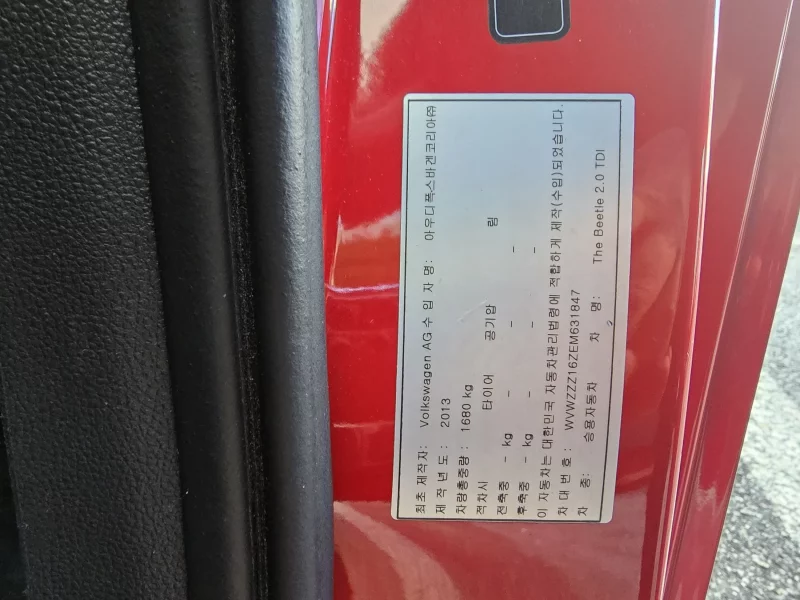 최초 제작자: Volkswagen AG 수 입 자 명: 아우디폭스바겐코리아㈜
제 작 년 도 : 2013
차량총중량 : 1680 kg
적차시 타이어 공기압 림
전축중 - kg - - -
후축중 - kg - - -
이 자동차는 대한민국 자동차관리법령에 적합하게 제작(수입)되었습니다.
차 대 번 호 : WVWZZZ16ZEM631847
차 종: 승용자동차 차 명: The Beetle 2.0 TDI